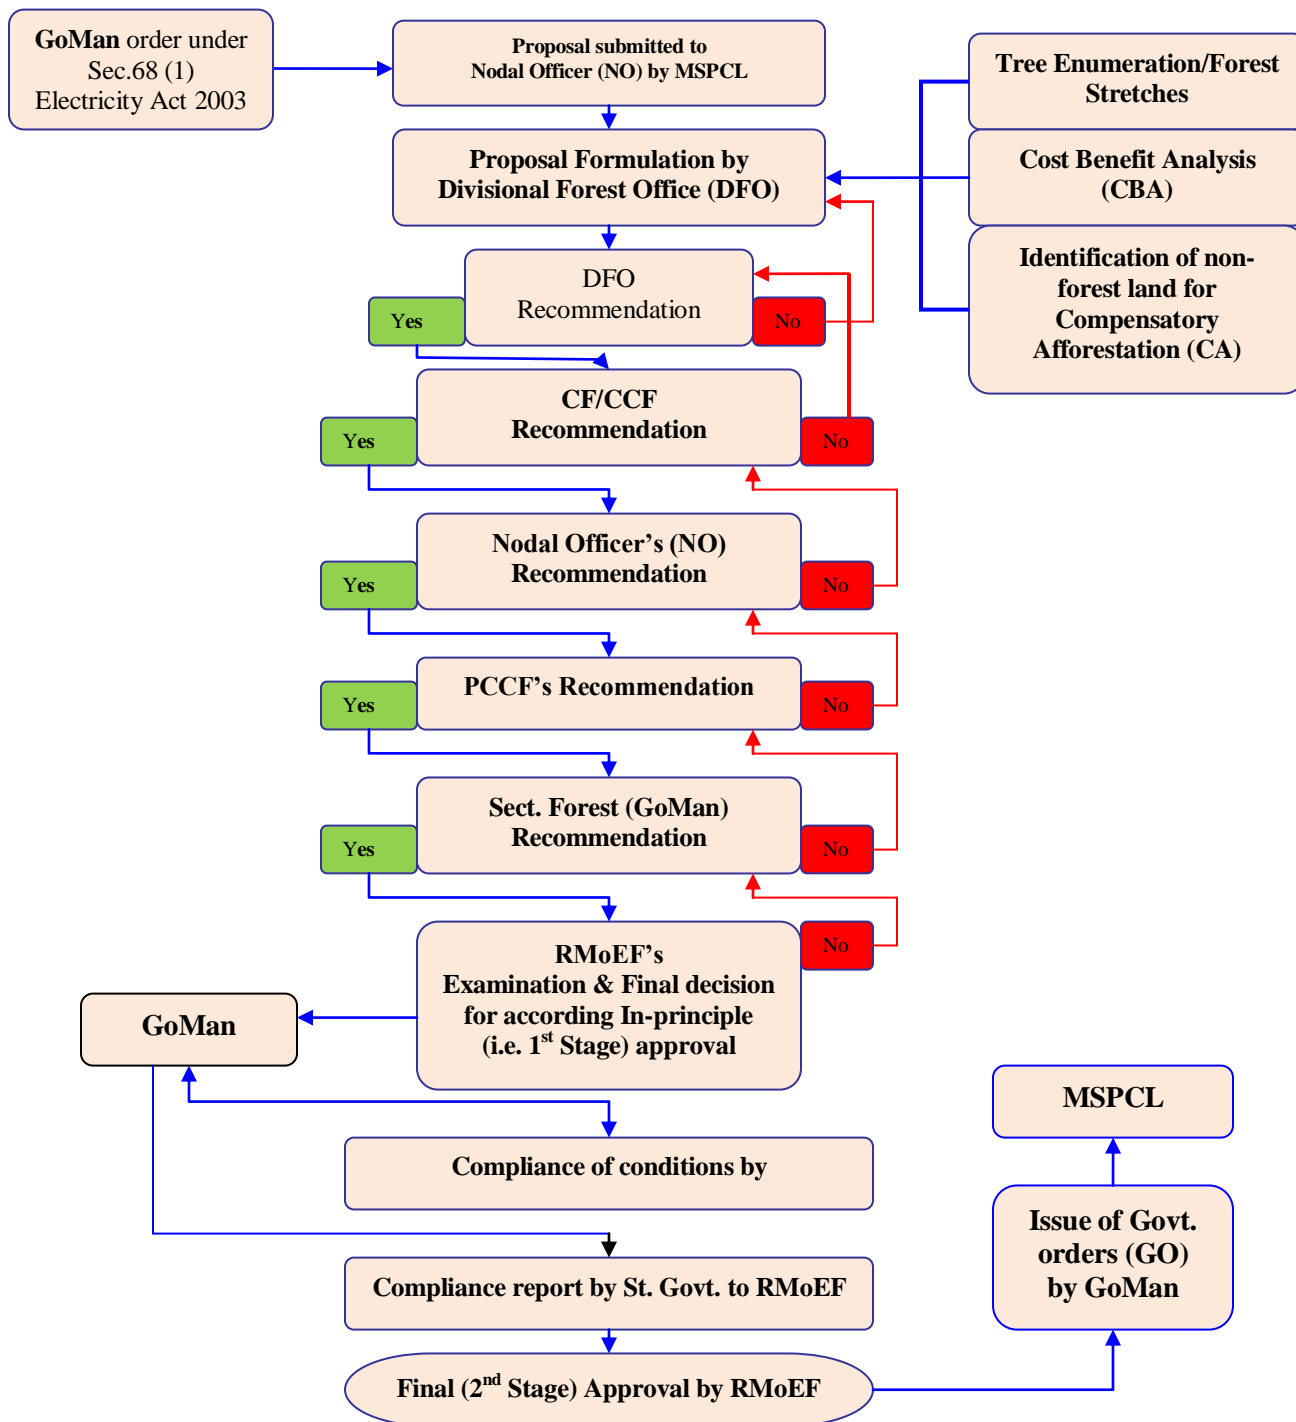 GoMan order under
Sec.68 (1)
Electricity Act 2003
Proposal submitted to
Nodal Officer (NO) by MSPCL
Tree Enumeration/Forest
Stretches
Proposal Formulation by
Divisional Forest Office (DFO)
Cost Benefit Analysis
(CBA)
Identification of non-
forest land for
Compensatory
Afforestation (CA)
DFO
Recommendation
Yes
No
CF/CCF
Recommendation
Yes
No
Nodal Officer's (NO)
Recommendation
Yes
No
PCCF's Recommendation
Yes
No
Sect. Forest (GoMan)
Recommendation
Yes
No
RMoEF's
Examination & Final decision
for according In-principle
(i.e. 1st Stage) approval
No
GoMan
Compliance of conditions by
Compliance report by St. Govt. to RMoEF
Final (2nd Stage) Approval by RMoEF
MSPCL
Issue of Govt.
orders (GO)
by GoMan